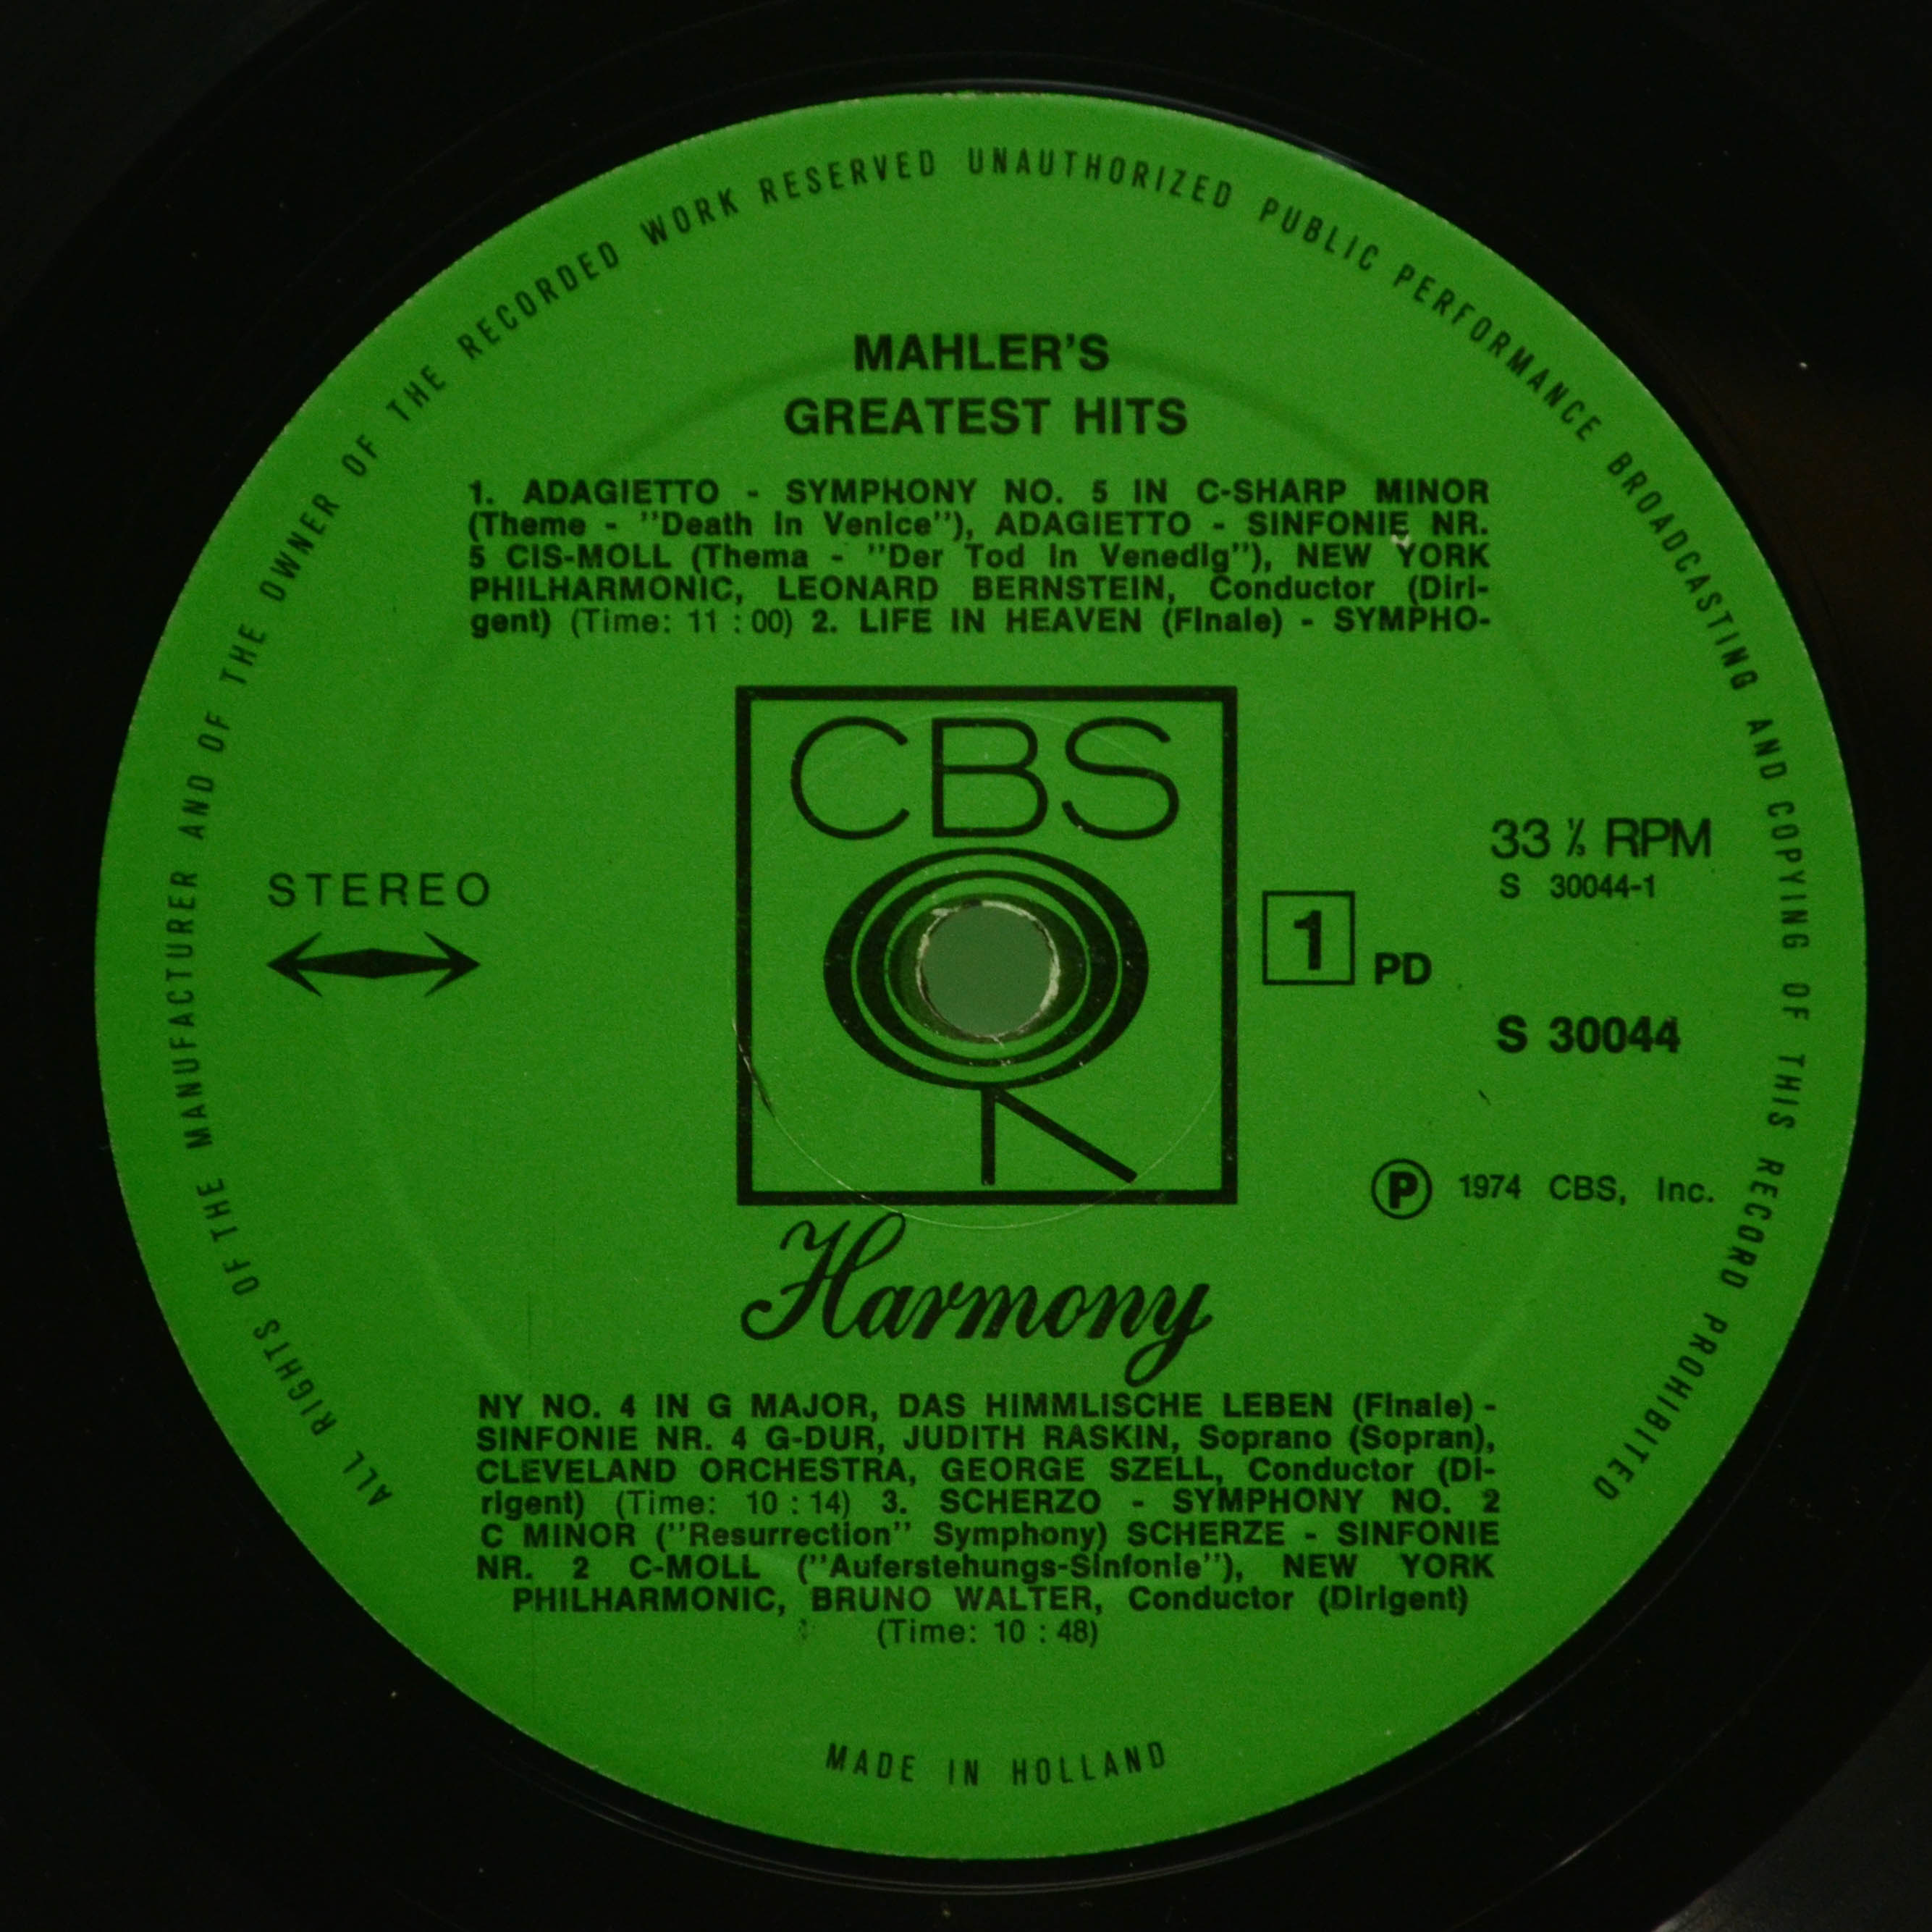 ALL RIGHTS OF THE MANUFACTURER AND OF THE OWNER OF THE RECORDED WORK RESERVED UNAUTHORIZED PUBLIC PERFORMANCE BROADCASTING AND COPYING OF THIS RECORD PROHIBITED
MAHLER'S
GREATEST HITS
1. ADAGIETTO - SYMPHONY NO. 5 IN C-SHARP MINOR
(Theme - "Death in Venice"), ADAGIETTO - SINFONIE NR.
5 CIS-MOLL (Thema - "Der Tod in Venedig"), NEW YORK
PHILHARMONIC, LEONARD BERNSTEIN, Conductor (Diri-
gent) (Time: 11 : 00) 2. LIFE IN HEAVEN (Finale) - SYMPHO-
CBS
STEREO
33 ⅓ RPM
S 30044-1
1 PD
S 30044
Ⓟ 1974 CBS, Inc.
Harmony
NY NO. 4 IN G MAJOR, DAS HIMMLISCHE LEBEN (Finale) -
SINFONIE NR. 4 G-DUR, JUDITH RASKIN, Soprano (Sopran),
CLEVELAND ORCHESTRA, GEORGE SZELL, Conductor (Di-
rigent) (Time: 10 : 14) 3. SCHERZO - SYMPHONY NO. 2
C MINOR ("Resurrection" Symphony) SCHERZE - SINFONIE
NR. 2 C-MOLL ("Auferstehungs-Sinfonie"), NEW YORK
PHILHARMONIC, BRUNO WALTER, Conductor (Dirigent)
(Time: 10 : 48)
MADE IN HOLLAND